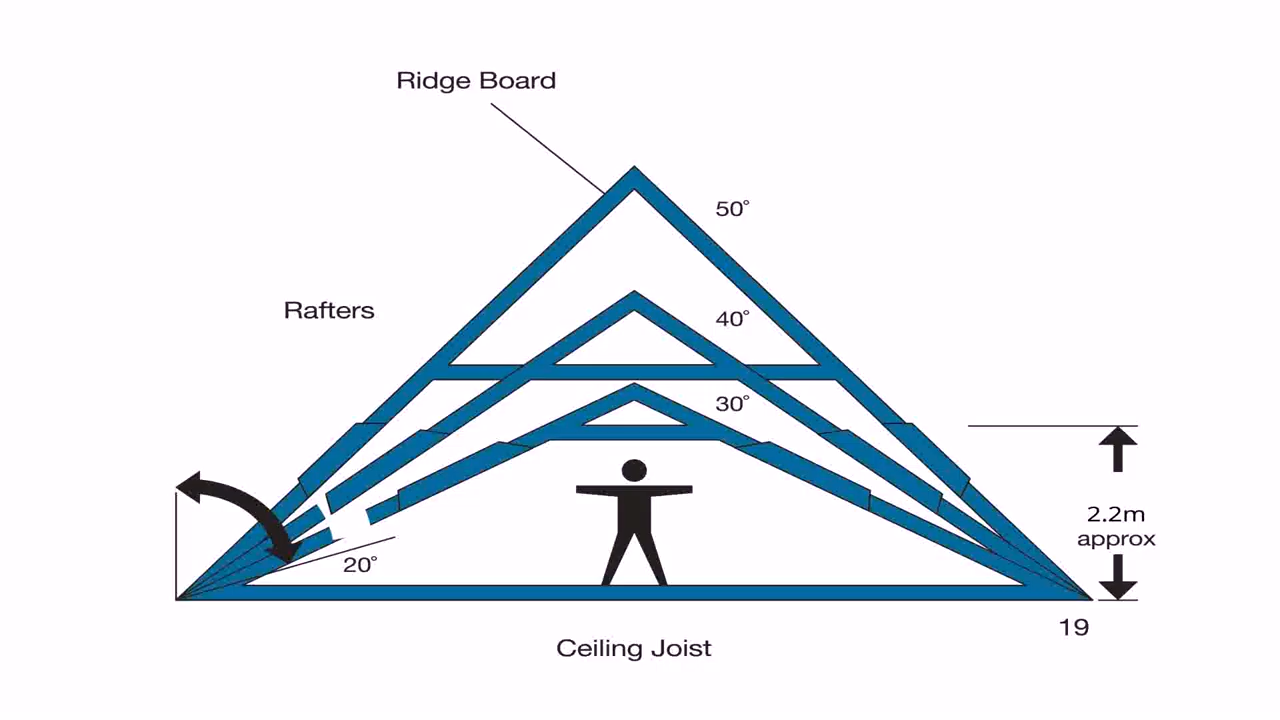 Ridge Board
50°
Rafters
40°
30°
2.2m
approx
20°
19
Ceiling Joist